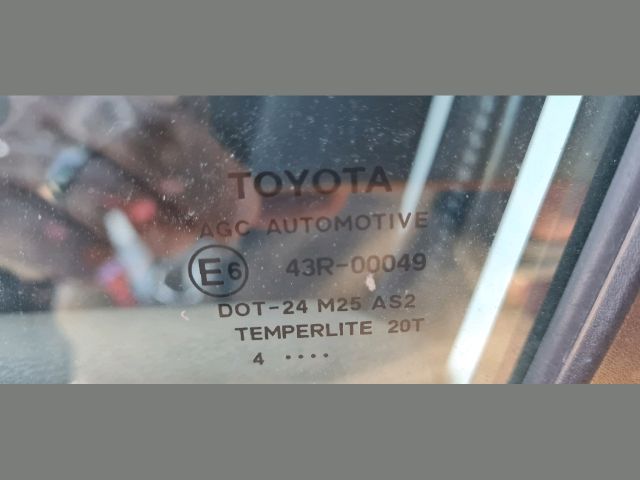 TOYOTA
AGC AUTOMOTIVE
E6 43R-00049
DOT-24 M25 AS2
TEMPERLITE 20T
4 ....